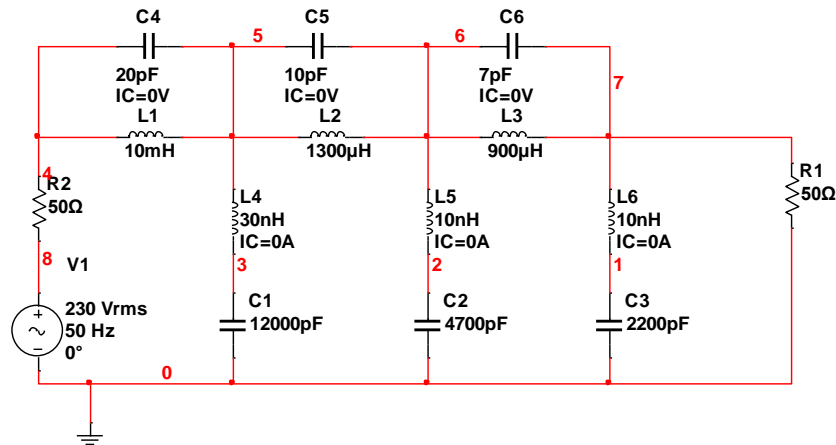 C4
C5
C6
5
6
7
20pF
IC=0V
10pF
IC=0V
7pF
IC=0V
L1
10mH
L2
1300µH
L3
900µH
4
R2
50Ω
L4
30nH
IC=0A
L5
10nH
IC=0A
L6
10nH
IC=0A
R1
50Ω
8
V1
3
2
1
230 Vrms
50 Hz
0°
C1
12000pF
C2
4700pF
C3
2200pF
0